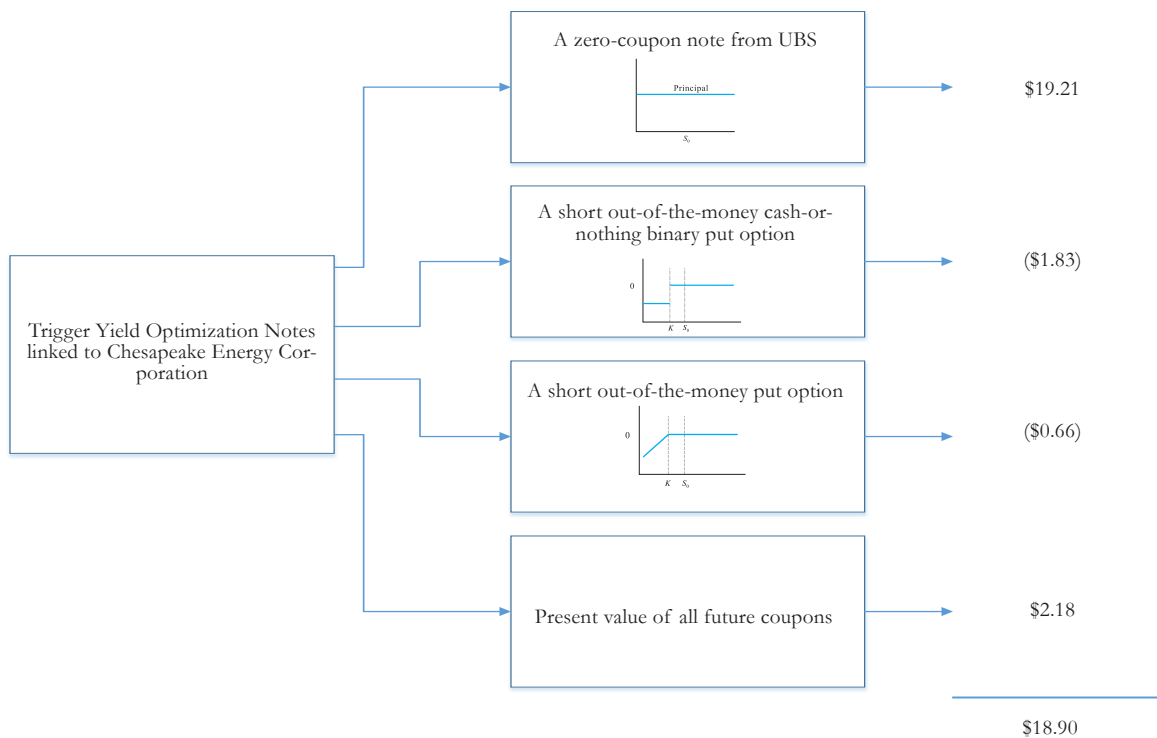 A zero-coupon note from UBS
Principal
S₀
$19.21
A short out-of-the-money cash-or-
nothing binary put option
0
K
S₀
($1.83)
Trigger Yield Optimization Notes
linked to Chesapeake Energy Cor-
poration
A short out-of-the-money put option
0
K
S₀
($0.66)
Present value of all future coupons
$2.18
$18.90